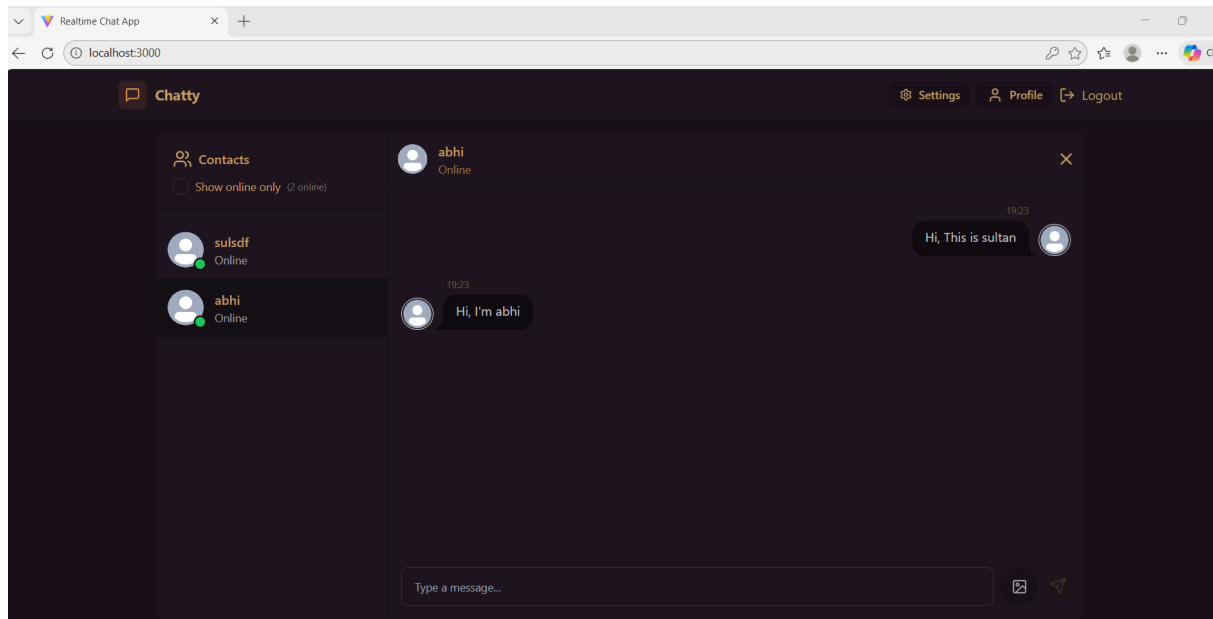 Realtime Chat App
localhost:3000
Chatty
Settings
Profile
Logout
Contacts
Show online only (2 online)
sulsdf
Online
abhi
Online
abhi
Online
19:23
Hi, This is sultan
19:23
Hi, I'm abhi
Type a message...